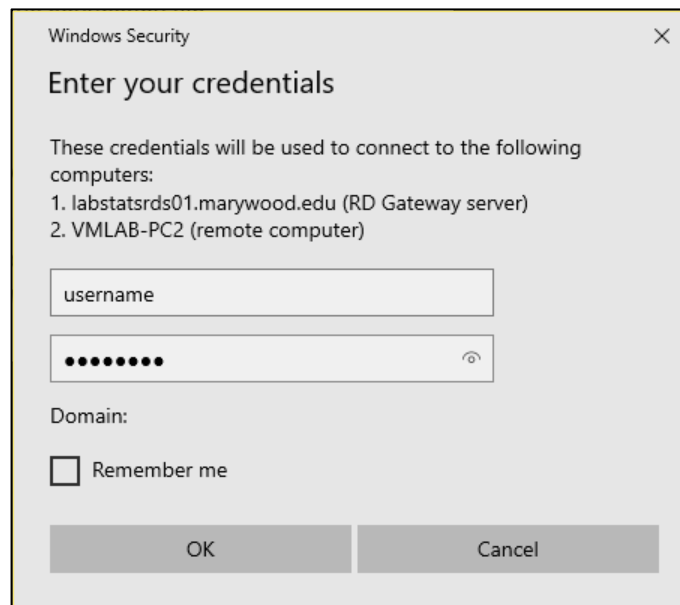 Windows Security
Enter your credentials
These credentials will be used to connect to the following
computers:
1. labstatsrds01.marywood.edu (RD Gateway server)
2. VMLAB-PC2 (remote computer)
username
●●●●●●●●
Domain:
Remember me
OK
Cancel